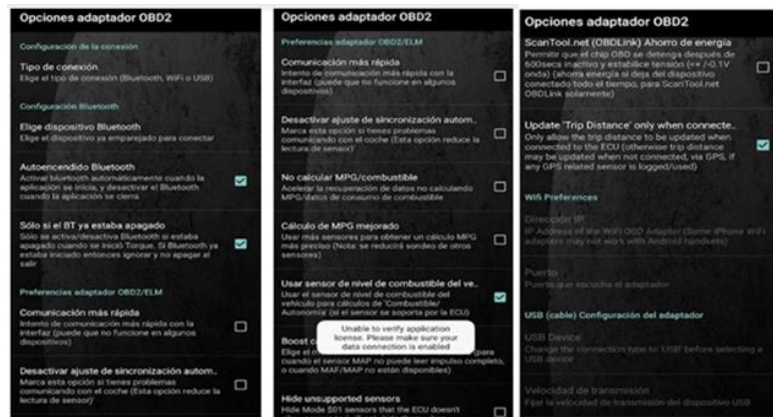 Opciones adaptador OBD2
Configuración de la conexión
Tipo de conexión
Elige el tipo de conexión (Bluetooth, WiFi o USB)
Configuración Bluetooth
Elige dispositivo Bluetooth
Elige el dispositivo ya emparejado para conectar
Autoencendido Bluetooth
Activar bluetooth automáticamente cuando la
aplicación se inicia, y desactivar el Bluetooth
cuando la aplicación se cierra
Sólo si el BT ya estaba apagado
Sólo se activa/desactiva Bluetooth si estaba
apagado cuando se inició Torque. Si Bluetooth ya
estaba iniciado entonces ignorar y no apagar al
salir
Preferencias adaptador OBD2/ELM
Comunicación más rápida
Intento de comunicación más rápida con la
interfaz (puede que no funcione en algunos
dispositivos)
Desactivar ajuste de sincronización autom..
Marca esta opción si tienes problemas
comunicando con el coche (Esta opción reduce la
lectura de sensor)'
Opciones adaptador OBD2
Preferencias adaptador OBD2/ELM
Comunicación más rápida
Intento de comunicación más rápida con la
interfaz (puede que no funcione en algunos
dispositivos)
Desactivar ajuste de sincronización autom..
Marca esta opción si tienes problemas
comunicando con el coche (Esta opción reduce la
lectura de sensor)'
No calcular MPG/combustible
Acelerar la recuperación de datos no calculando
MPG/datos de consumo de combustible
Cálculo de MPG mejorado
Usar más sensores para obtener un cálculo MPG
más preciso (Nota: se reducirá sondeo de otros
sensores)
Usar sensor de nivel de combustible del ve..
Usar el sensor de nivel de combustible del
vehículo para cálculos de 'Combustible/
Autonomía' (si el sensor se soporta por la ECU)
Unable to verify application
license. Please make sure your
data connection is enabled
Boost
Elige el (para
cuando el sensor MAP no puede leer impulso completo,
o cuando MAF/MAP no están disponibles)
Hide unsupported sensors
Hide Mode $01 sensors that the ECU doesn't
Opciones adaptador OBD2
ScanTool.net (OBDLink) Ahorro de energía
Permitir que el chip OBD se detenga después de
600secs inactivo y estabilice tensión (<+ /-0.1V
onda) (ahorra energía si deja del dispositivo
conectado todo el tiempo, para ScanTool.net
OBDLink solamente)
Update 'Trip Distance' only when connecte..
Only allow the trip distance to be updated when
connected to the ECU (otherwise trip distance
may be updated when not connected, via GPS, if
any GPS related sensor is logged/used)
Wifi Preferences
Dirección IP
IP Address of the Wifi OBD Adapter (Some iPhone WiFi
adapters may not work with Android handsets)
Puerto
Puerto que escucha el adaptador
USB (cable) Configuración del adaptador
USB Device
Change the connection type to 'USB' before selecting a
USB device
Velocidad de transmisión
Fijar la velocidad de transmisión del dispositivo USB